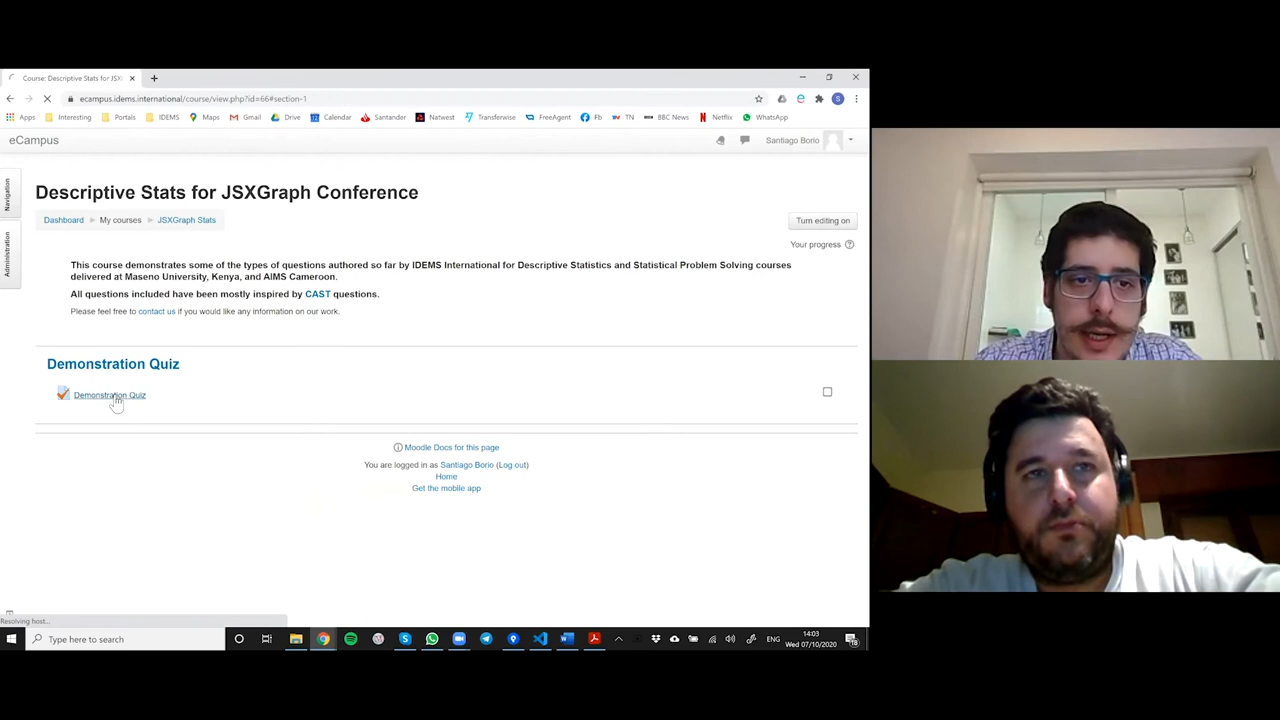 Course: Descriptive Stats for JSX
ecampus.idems.international/course/view.php?id=66#section-1
S
Apps Interesting Portals IDEMS Maps Gmail Drive Calendar Santander Natwest Transferwise FreeAgent Fb TN BBC News Netflix WhatsApp
eCampus
Santiago Borio
Navigation
Administration
Descriptive Stats for JSXGraph Conference
Dashboard ▶ My courses ▶ JSXGraph Stats
Turn editing on
Your progress
This course demonstrates some of the types of questions authored so far by IDEMS International for Descriptive Statistics and Statistical Problem Solving courses
delivered at Maseno University, Kenya, and AIMS Cameroon.
All questions included have been mostly inspired by CAST questions.
Please feel free to contact us if you would like any information on our work.
Demonstration Quiz
Demonstration Quiz
Moodle Docs for this page
You are logged in as Santiago Borio (Log out)
Home
Get the mobile app
Resolving host...
Type here to search
ENG
14:03
Wed 07/10/2020
18